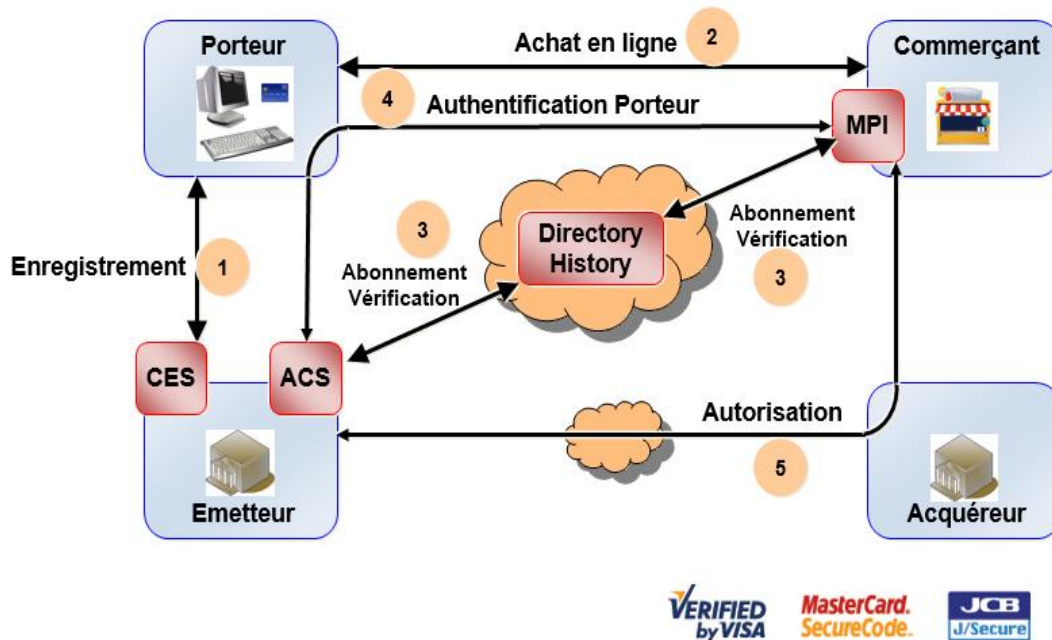 Porteur
Achat en ligne
2
Commerçant
4
Authentification Porteur
MPI
3
Abonnement
Vérification
Directory
History
Abonnement
Vérification
3
Enregistrement
1
CES
ACS
Autorisation
5
Emetteur
Acquéreur
VERIFIED
by VISA
MasterCard.
SecureCode.
JCB
J/Secure